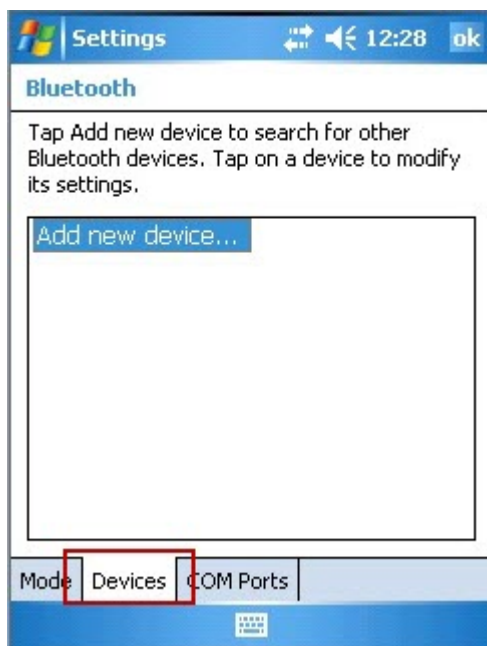 Settings 12:28 ok
Bluetooth
Tap Add new device to search for other
Bluetooth devices. Tap on a device to modify
its settings.
Add new device...
Mode Devices COM Ports